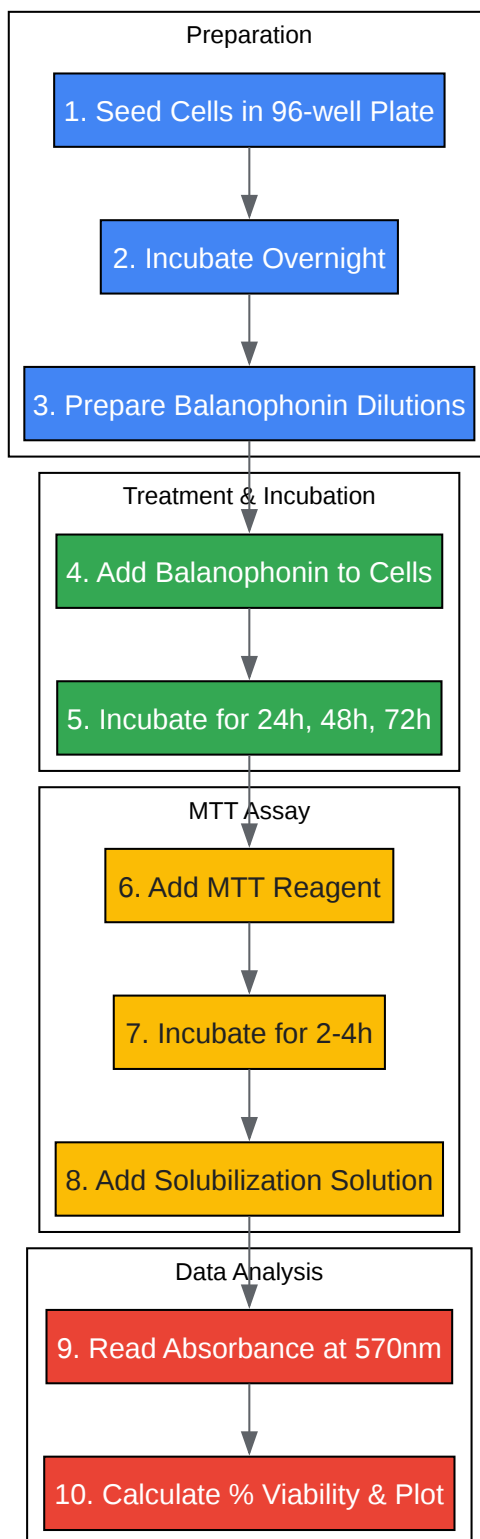 Preparation
1. Seed Cells in 96-well Plate
2. Incubate Overnight
3. Prepare Balanophonin Dilutions
Treatment & Incubation
4. Add Balanophonin to Cells
5. Incubate for 24h, 48h, 72h
MTT Assay
6. Add MTT Reagent
7. Incubate for 2-4h
8. Add Solubilization Solution
Data Analysis
9. Read Absorbance at 570nm
10. Calculate % Viability & Plot